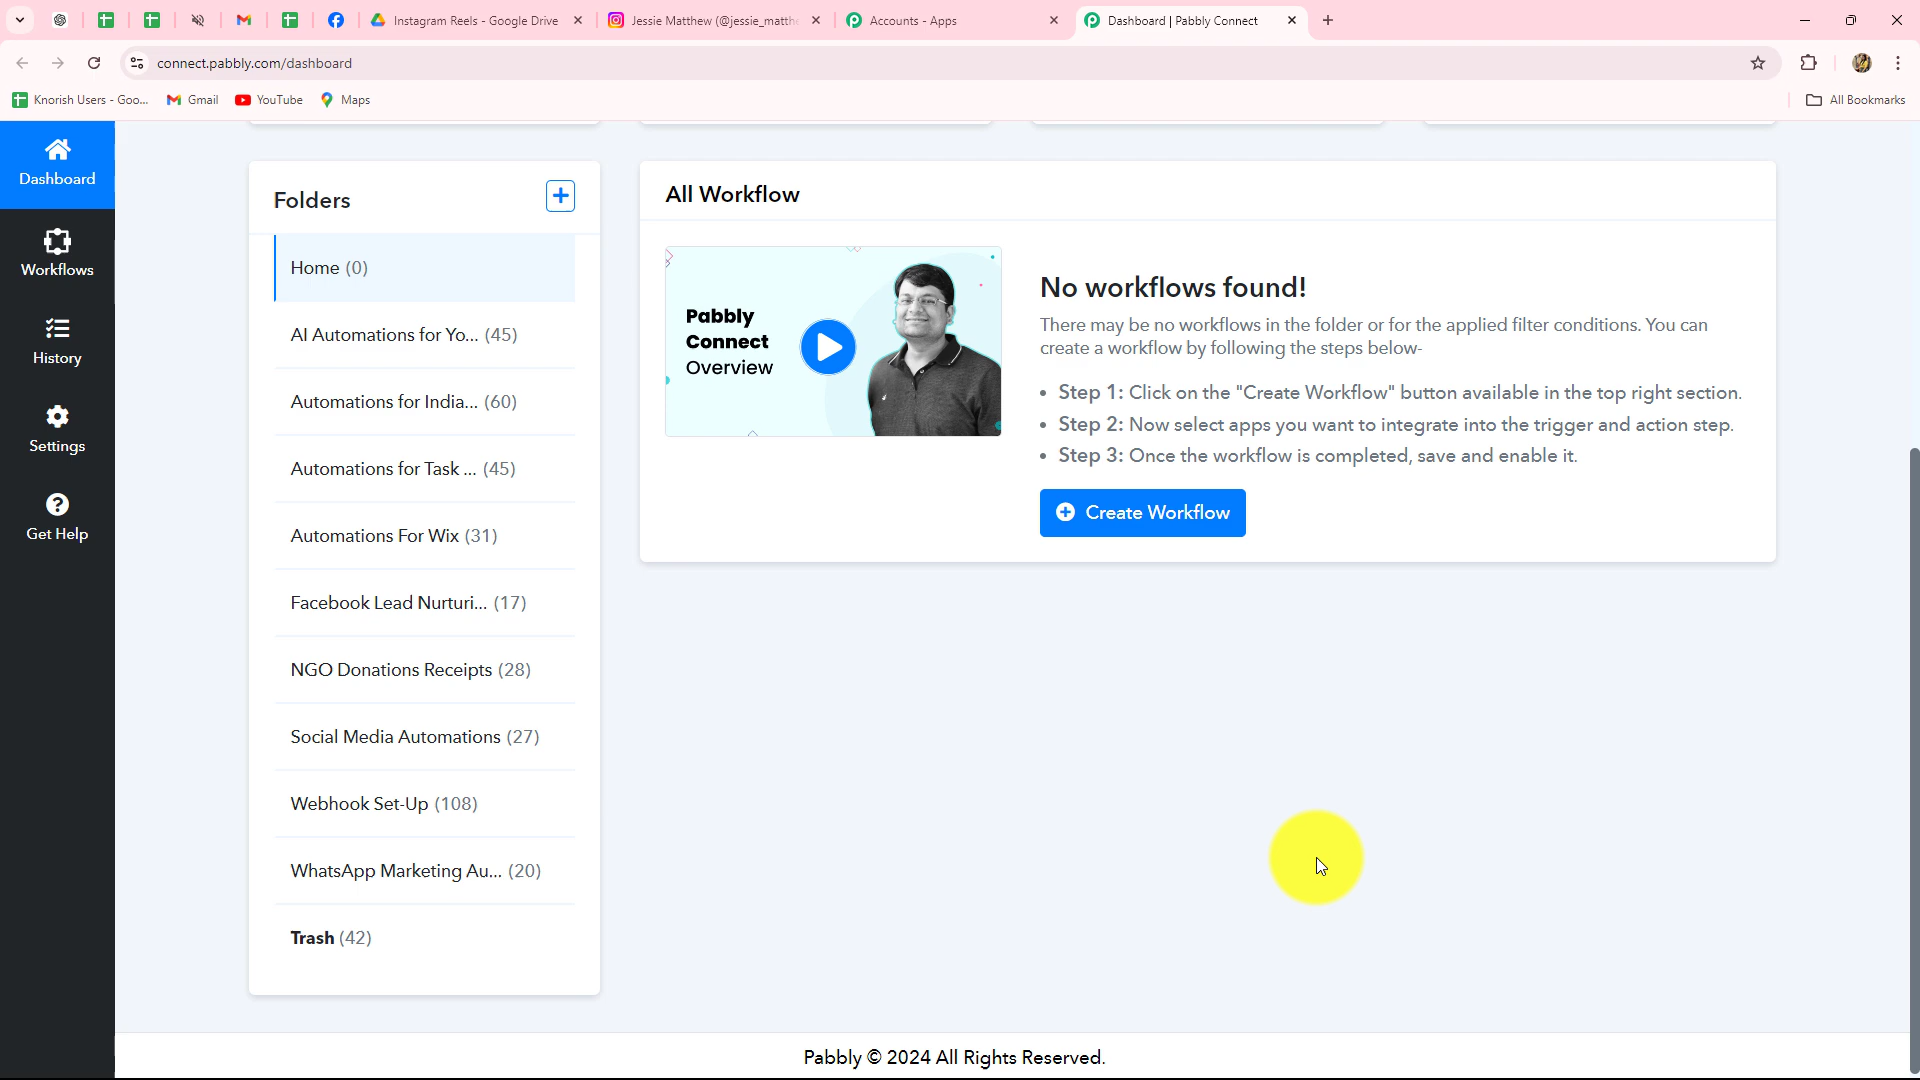 Instagram Reels - Google Drive
Jessie Matthew (@jessie_matth
Accounts - Apps
Dashboard | Pabbly Connect
connect.pabbly.com/dashboard
Knorish Users - Goo...
Gmail
YouTube
Maps
All Bookmarks
Dashboard
Workflows
History
Settings
Get Help
Folders
Home (0)
AI Automations for Yo... (45)
Automations for India... (60)
Automations for Task ... (45)
Automations For Wix (31)
Facebook Lead Nurturi... (17)
NGO Donations Receipts (28)
Social Media Automations (27)
Webhook Set-Up (108)
WhatsApp Marketing Au... (20)
Trash (42)
All Workflow
Pabbly
Connect
Overview
No workflows found!
There may be no workflows in the folder or for the applied filter conditions. You can
create a workflow by following the steps below-
• Step 1: Click on the "Create Workflow" button available in the top right section.
• Step 2: Now select apps you want to integrate into the trigger and action step.
• Step 3: Once the workflow is completed, save and enable it.
Create Workflow
Pabbly © 2024 All Rights Reserved.